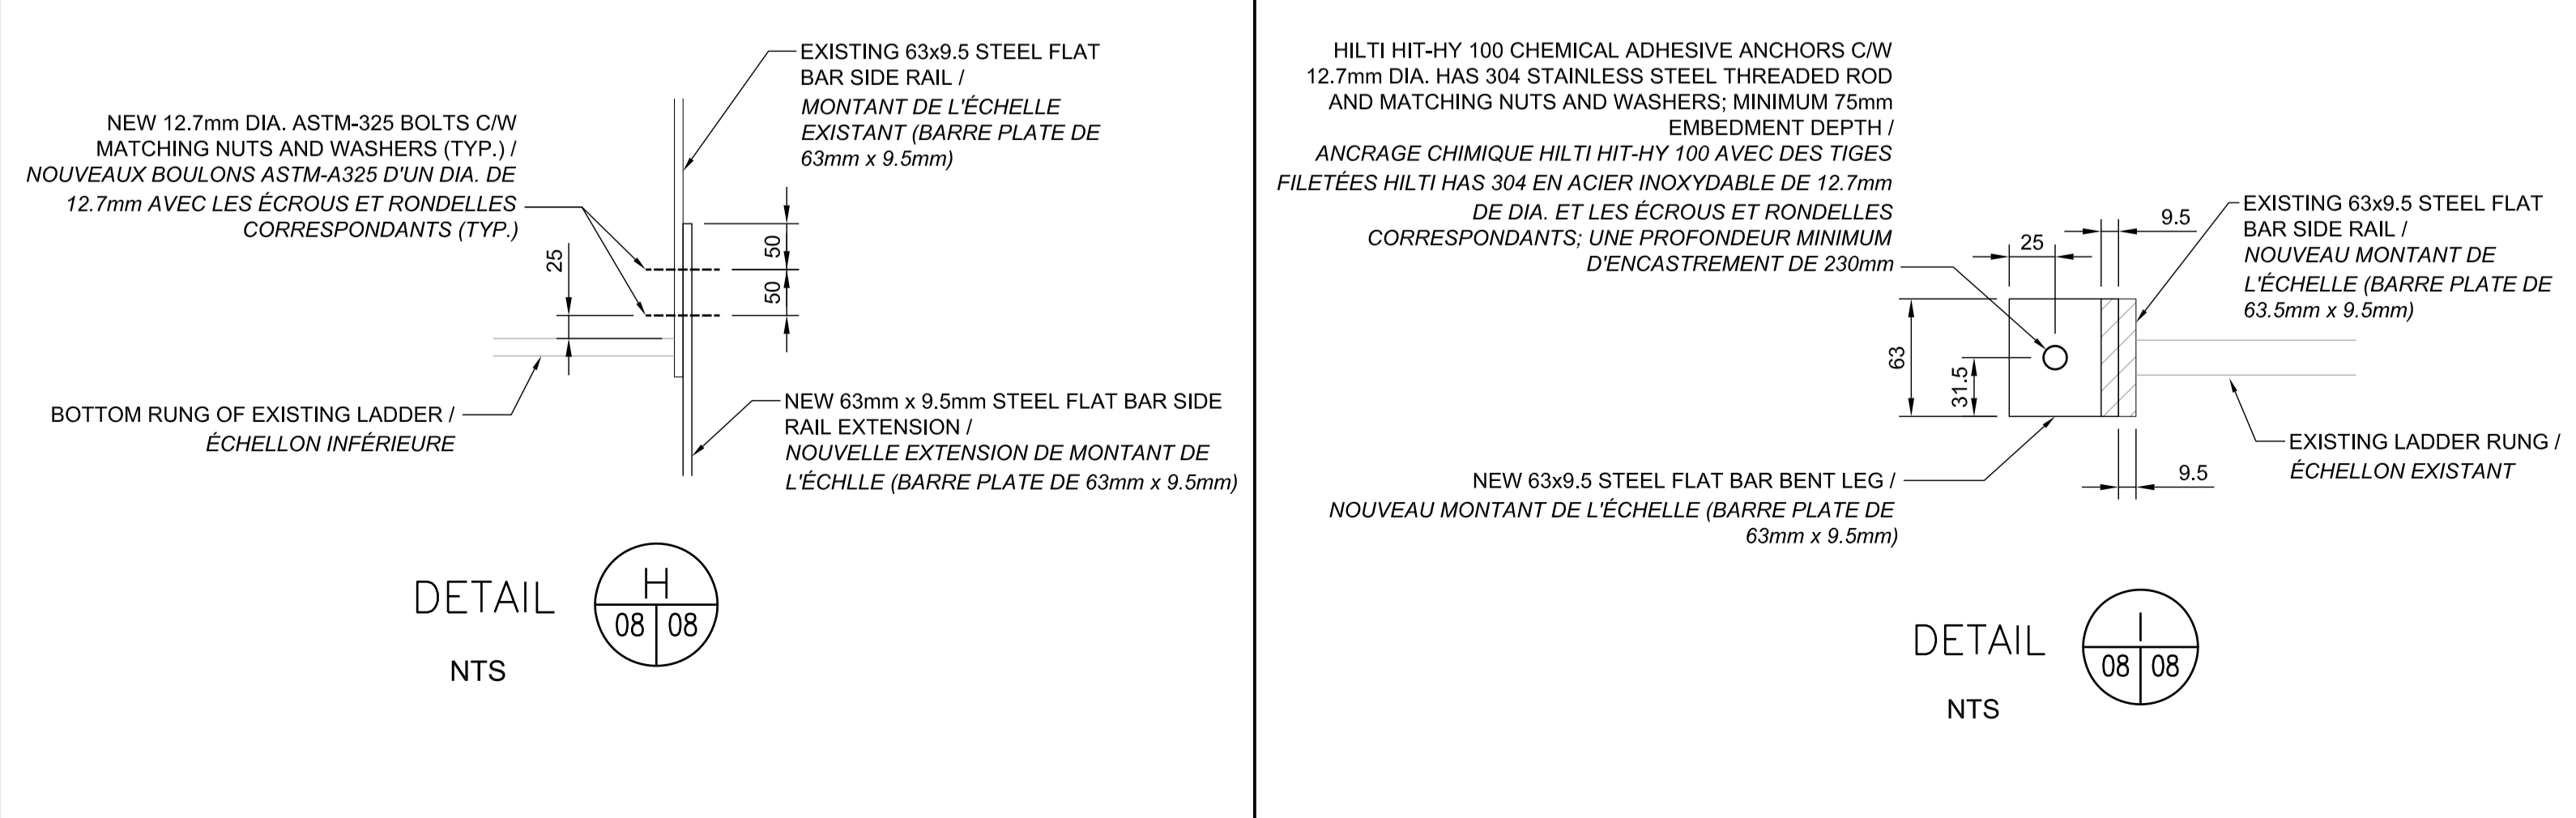 EXISTING 63x9.5 STEEL FLAT
BAR SIDE RAIL /
MONTANT DE L'ÉCHELLE
EXISTANT (BARRE PLATE DE
63mm x 9.5mm)
NEW 12.7mm DIA. ASTM-325 BOLTS C/W
MATCHING NUTS AND WASHERS (TYP.) /
NOUVEAUX BOULONS ASTM-A325 D'UN DIA. DE
12.7mm AVEC LES ÉCROUS ET RONDELLES
CORRESPONDANTS (TYP.)
25
50
50
BOTTOM RUNG OF EXISTING LADDER /
ÉCHELLON INFÉRIEURE
NEW 63mm x 9.5mm STEEL FLAT BAR SIDE
RAIL EXTENSION /
NOUVELLE EXTENSION DE MONTANT DE
L'ÉCHLLE (BARRE PLATE DE 63mm x 9.5mm)
DETAIL
H
08 08
NTS
HILTI HIT-HY 100 CHEMICAL ADHESIVE ANCHORS C/W
12.7mm DIA. HAS 304 STAINLESS STEEL THREADED ROD
AND MATCHING NUTS AND WASHERS; MINIMUM 75mm
EMBEDMENT DEPTH /
ANCRAGE CHIMIQUE HILTI HIT-HY 100 AVEC DES TIGES
FILETÉES HILTI HAS 304 EN ACIER INOXYDABLE DE 12.7mm
DE DIA. ET LES ÉCROUS ET RONDELLES
CORRESPONDANTS; UNE PROFONDEUR MINIMUM
D'ENCASTREMENT DE 230mm
25
9.5
EXISTING 63x9.5 STEEL FLAT
BAR SIDE RAIL /
NOUVEAU MONTANT DE
L'ÉCHELLE (BARRE PLATE DE
63.5mm x 9.5mm)
63
31.5
EXISTING LADDER RUNG /
ÉCHELLON EXISTANT
9.5
NEW 63x9.5 STEEL FLAT BAR BENT LEG /
NOUVEAU MONTANT DE L'ÉCHELLE (BARRE PLATE DE
63mm x 9.5mm)
DETAIL
I
08 08
NTS